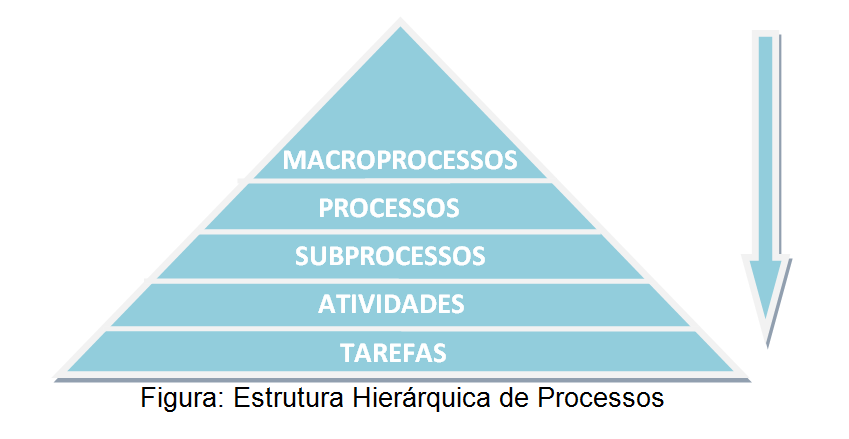 MACROPROCESSOS
PROCESSOS
SUBPROCESSOS
ATIVIDADES
TAREFAS
Figura: Estrutura Hierárquica de Processos